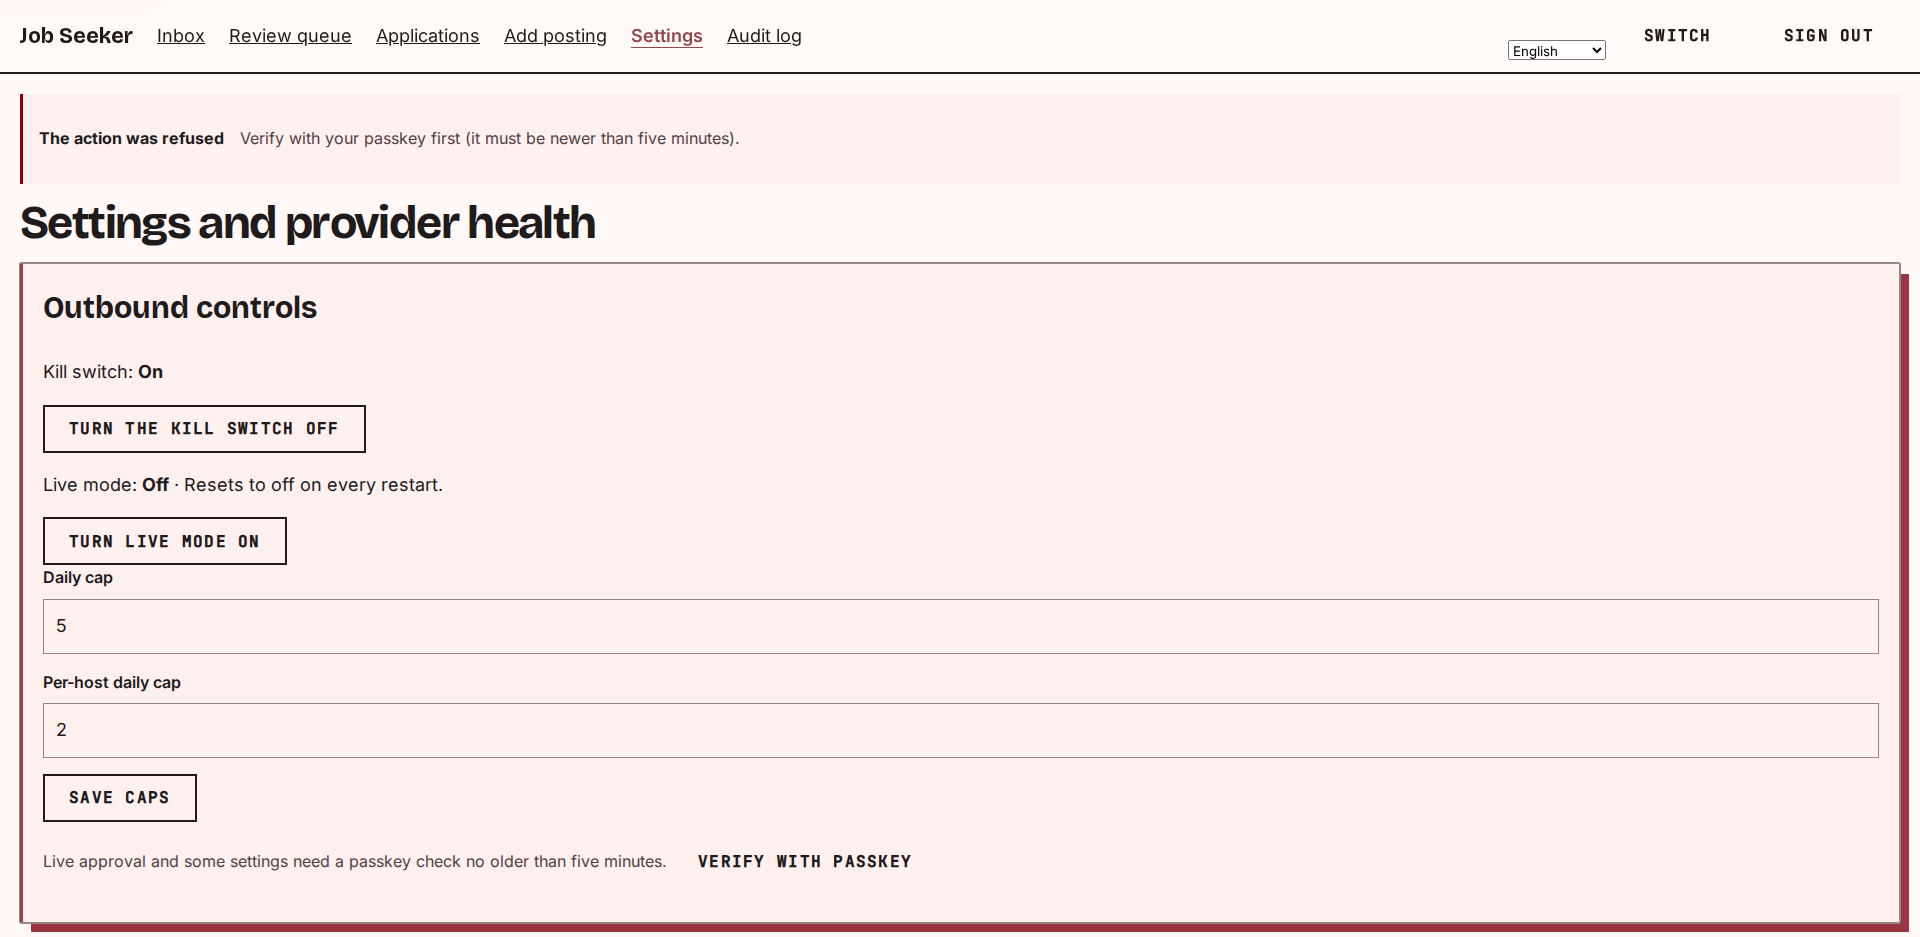 Job Seeker Inbox Review queue Applications Add posting Settings Audit log English SWITCH SIGN OUT
The action was refused Verify with your passkey first (it must be newer than five minutes).
Settings and provider health
Outbound controls
Kill switch: On
TURN THE KILL SWITCH OFF
Live mode: Off · Resets to off on every restart.
TURN LIVE MODE ON
Daily cap
5
Per-host daily cap
2
SAVE CAPS
Live approval and some settings need a passkey check no older than five minutes. VERIFY WITH PASSKEY